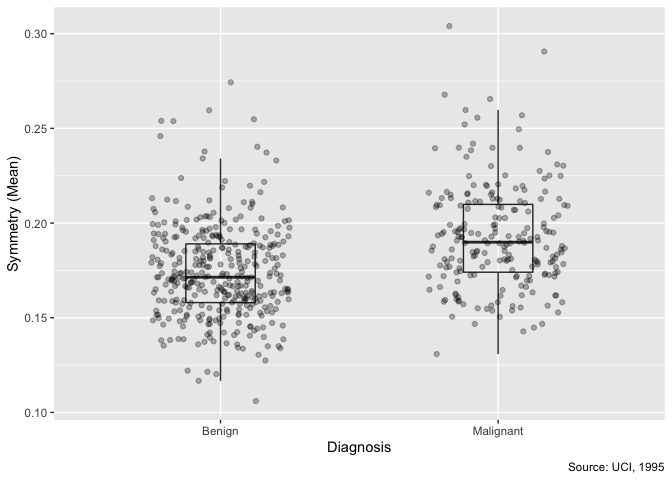 0.30
0.25
0.20
0.15
0.10
Symmetry (Mean)
Benign
Malignant
Diagnosis
Source: UCI, 1995